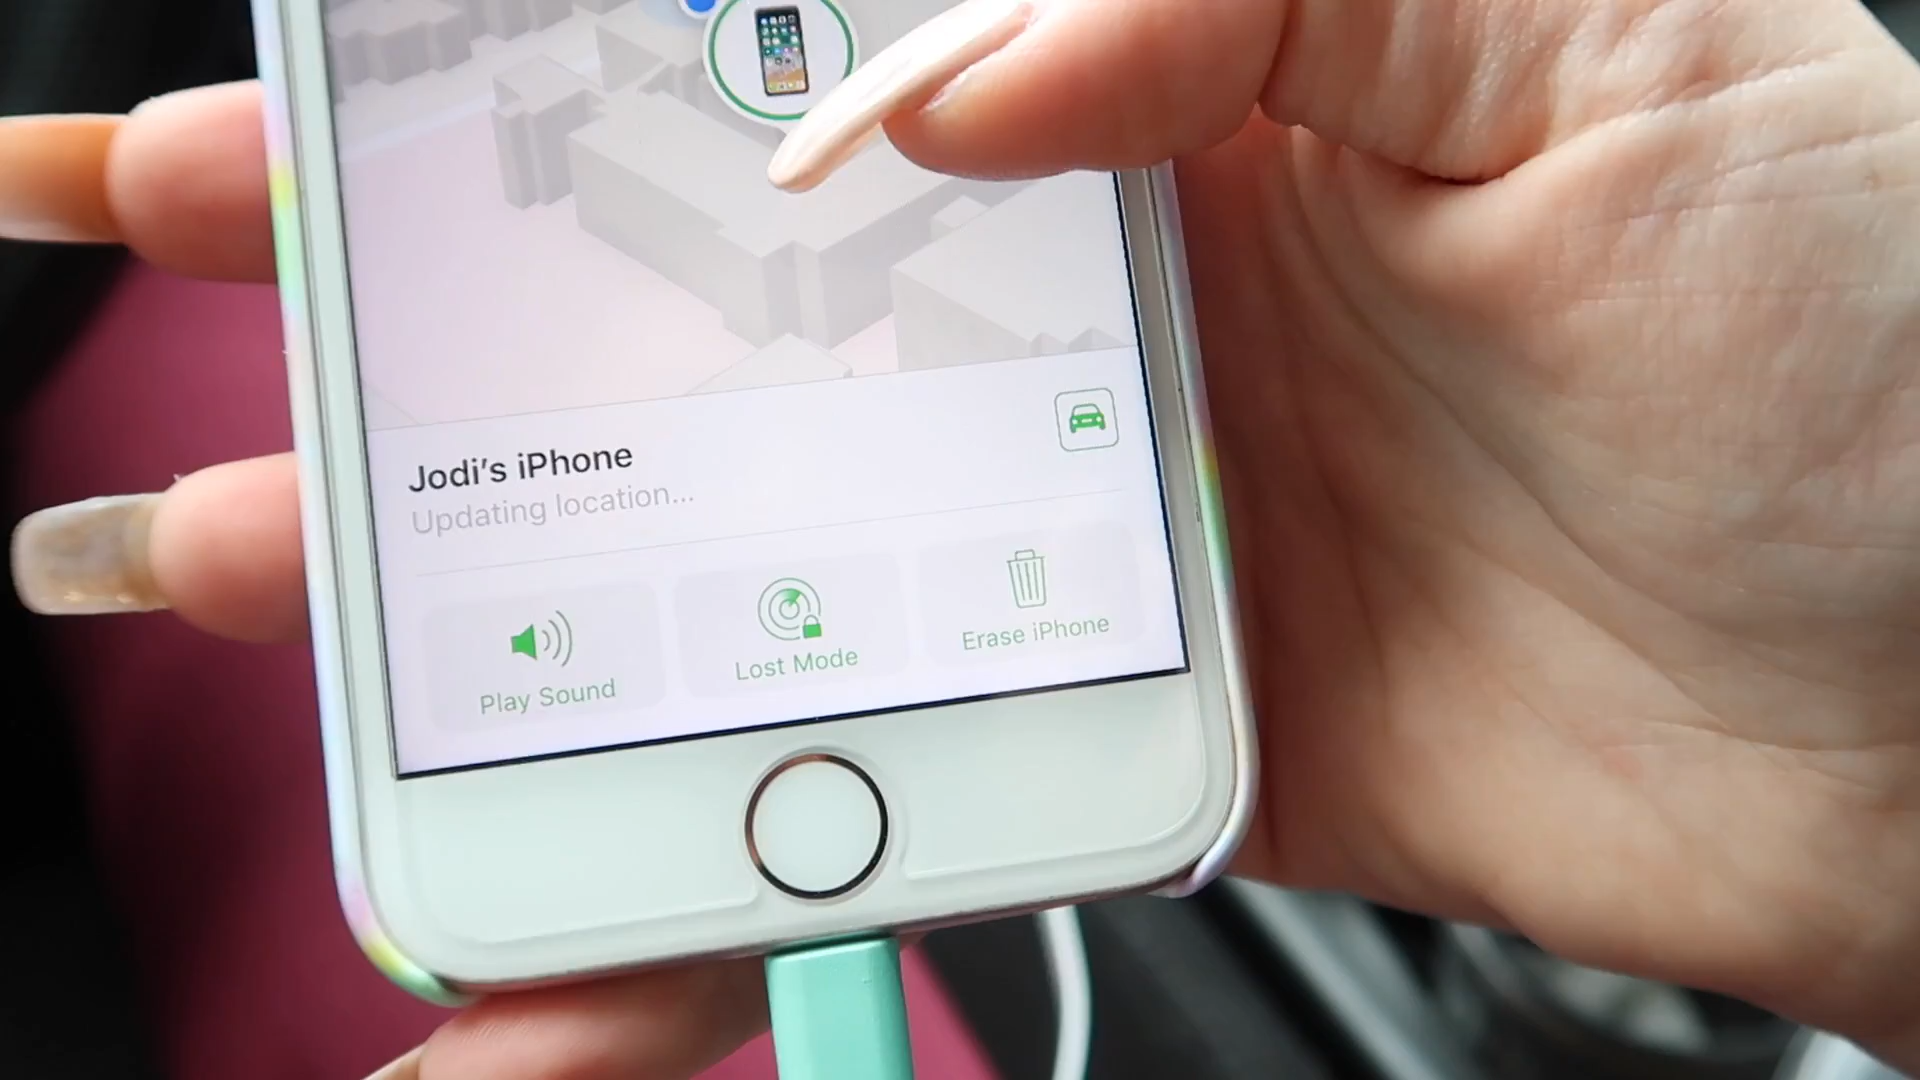 Jodi's iPhone
Updating location...
Play Sound
Lost Mode
Erase iPhone